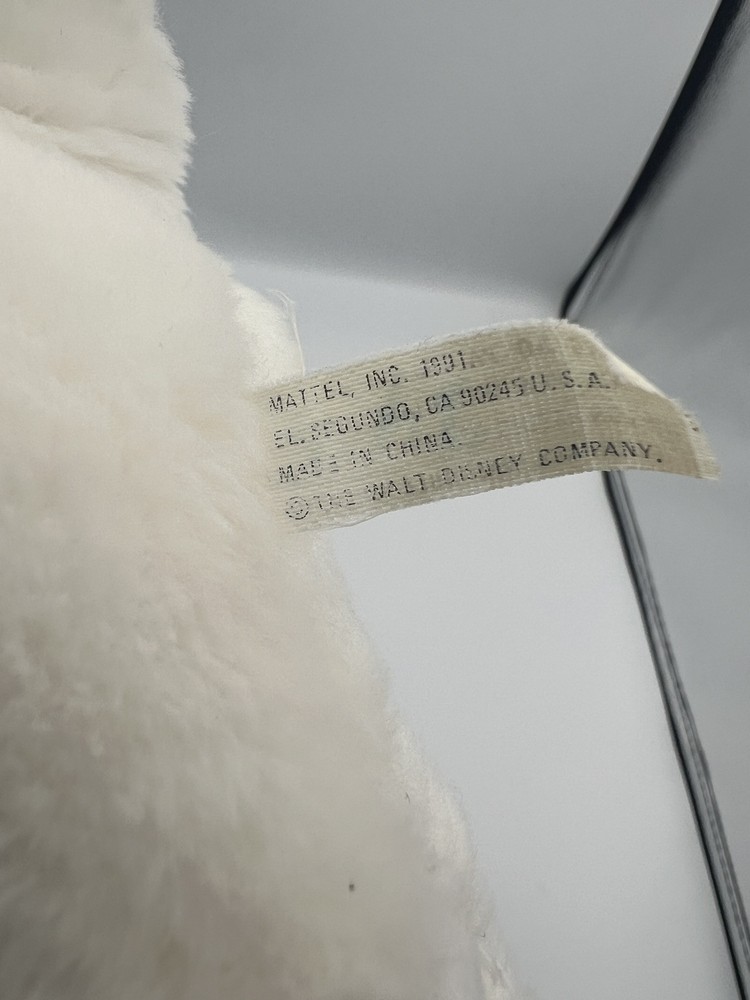 MATTEL, INC. 1991.
EL SEGUNDO, CA 90245 U.S.A.
MADE IN CHINA.
© THE WALT DISNEY COMPANY.